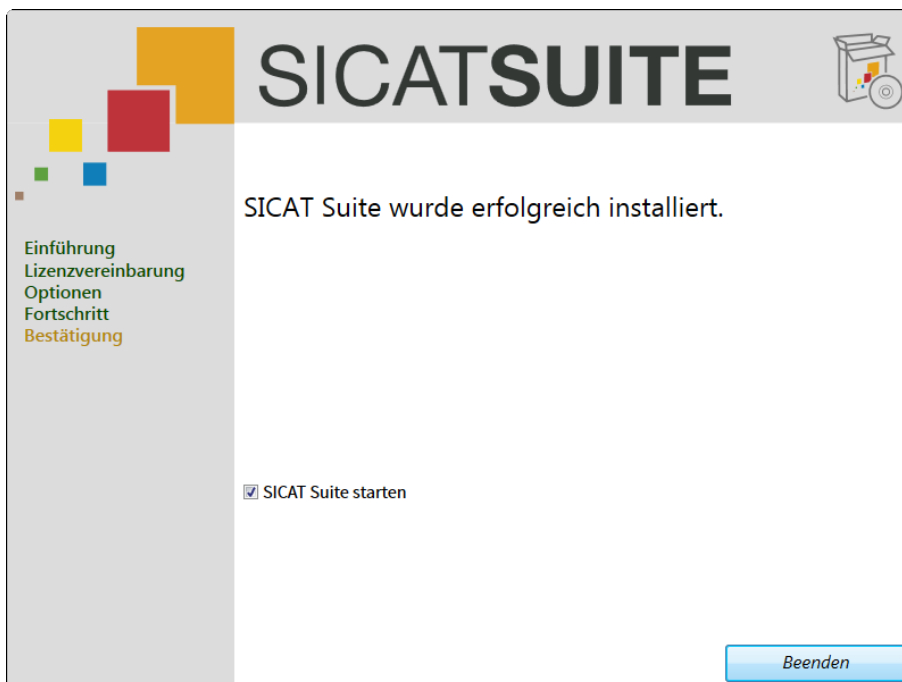 SICATSUITE
SICAT Suite wurde erfolgreich installiert.
Einführung
Lizenzvereinbarung
Optionen
Fortschritt
Bestätigung
SICAT Suite starten
Beenden